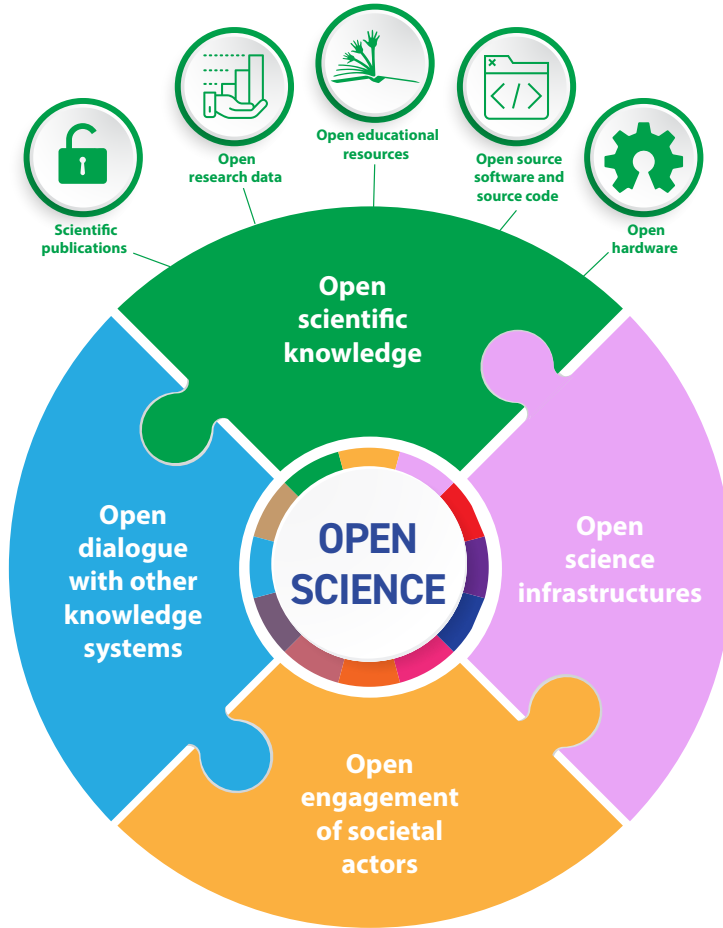 Scientific
publications
Open
research data
Open educational
resources
Open source
software and
source code
Open
hardware
Open
scientific
knowledge
Open
dialogue
with other
knowledge
systems
OPEN
SCIENCE
Open
science
infrastructures
Open
engagement
of societal
actors